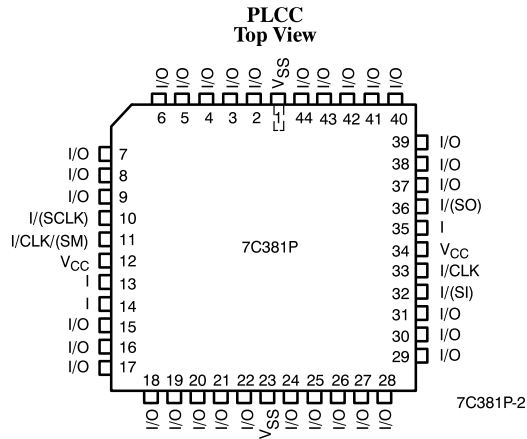 PLCC
Top View
I/O I/O I/O I/O I/O VSS I/O I/O I/O I/O I/O
6 5 4 3 2 1 44 43 42 41 40
I/O 7
I/O 8
I/O 9
I/(SCLK) 10
I/CLK/(SM) 11
VCC 12
I 13
I 14
I/O 15
I/O 16
I/O 17
7C381P
39 I/O
38 I/O
37 I/O
36 I/(SO)
35 I
34 VCC
33 I/CLK
32 I/(SI)
31 I/O
30 I/O
29 I/O
18 19 20 21 22 23 24 25 26 27 28
I/O I/O I/O I/O I/O VSS I/O I/O I/O I/O I/O
7C381P-2